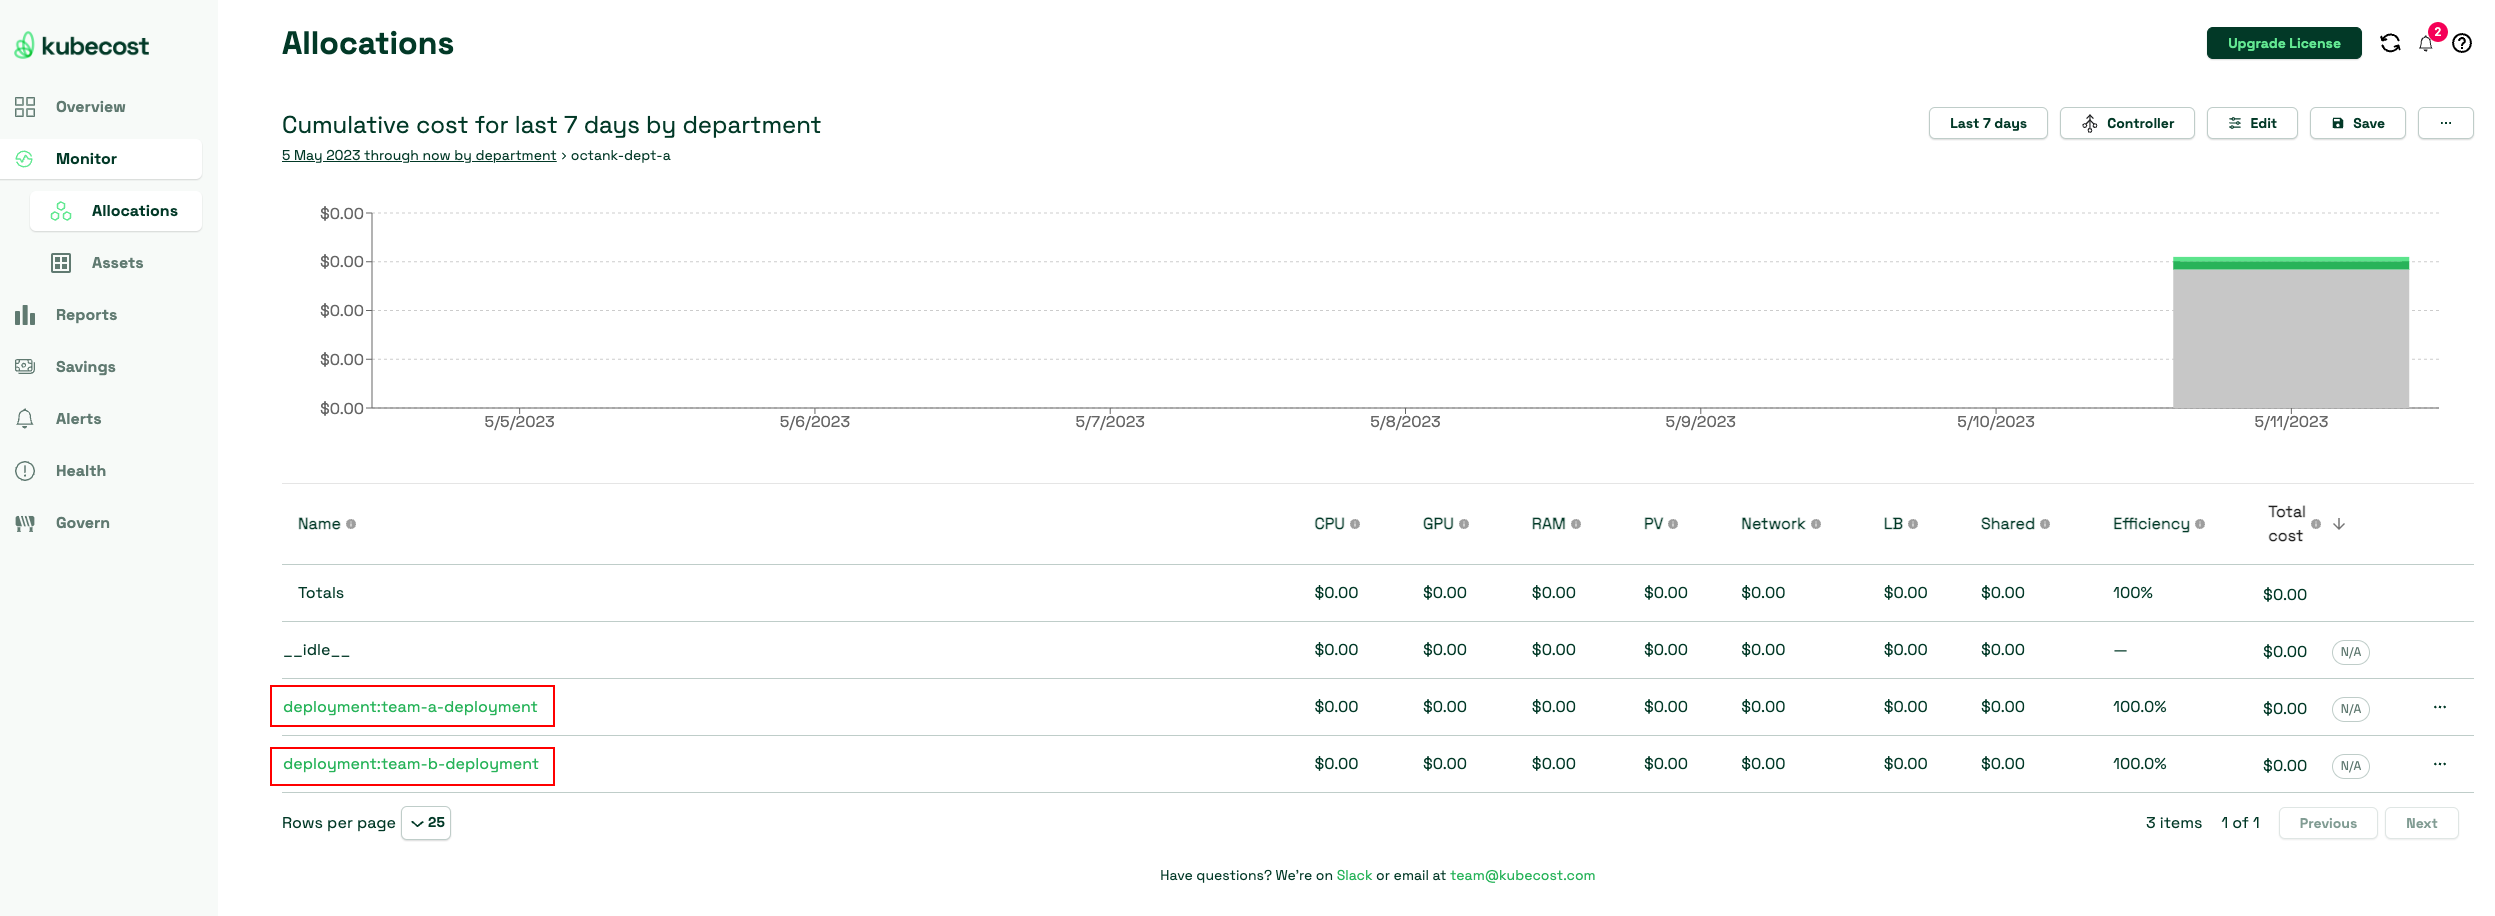 kubecost
Overview
Monitor
Allocations
Assets
Reports
Savings
Alerts
Health
Govern
Allocations
Upgrade License
2
Cumulative cost for last 7 days by department
5 May 2023 through now by department › octank-dept-a
Last 7 days
Controller
Edit
Save
...
$0.00
$0.00
$0.00
$0.00
$0.00
5/5/2023 5/6/2023 5/7/2023 5/8/2023 5/9/2023 5/10/2023 5/11/2023
Name CPU GPU RAM PV Network LB Shared Efficiency Total cost
Totals $0.00 $0.00 $0.00 $0.00 $0.00 $0.00 $0.00 100% $0.00
__idle__ $0.00 $0.00 $0.00 $0.00 $0.00 $0.00 $0.00 — $0.00 N/A
deployment:team-a-deployment $0.00 $0.00 $0.00 $0.00 $0.00 $0.00 $0.00 100.0% $0.00 N/A ...
deployment:team-b-deployment $0.00 $0.00 $0.00 $0.00 $0.00 $0.00 $0.00 100.0% $0.00 N/A ...
Rows per page 25
3 items 1 of 1 Previous Next
Have questions? We're on Slack or email at team@kubecost.com